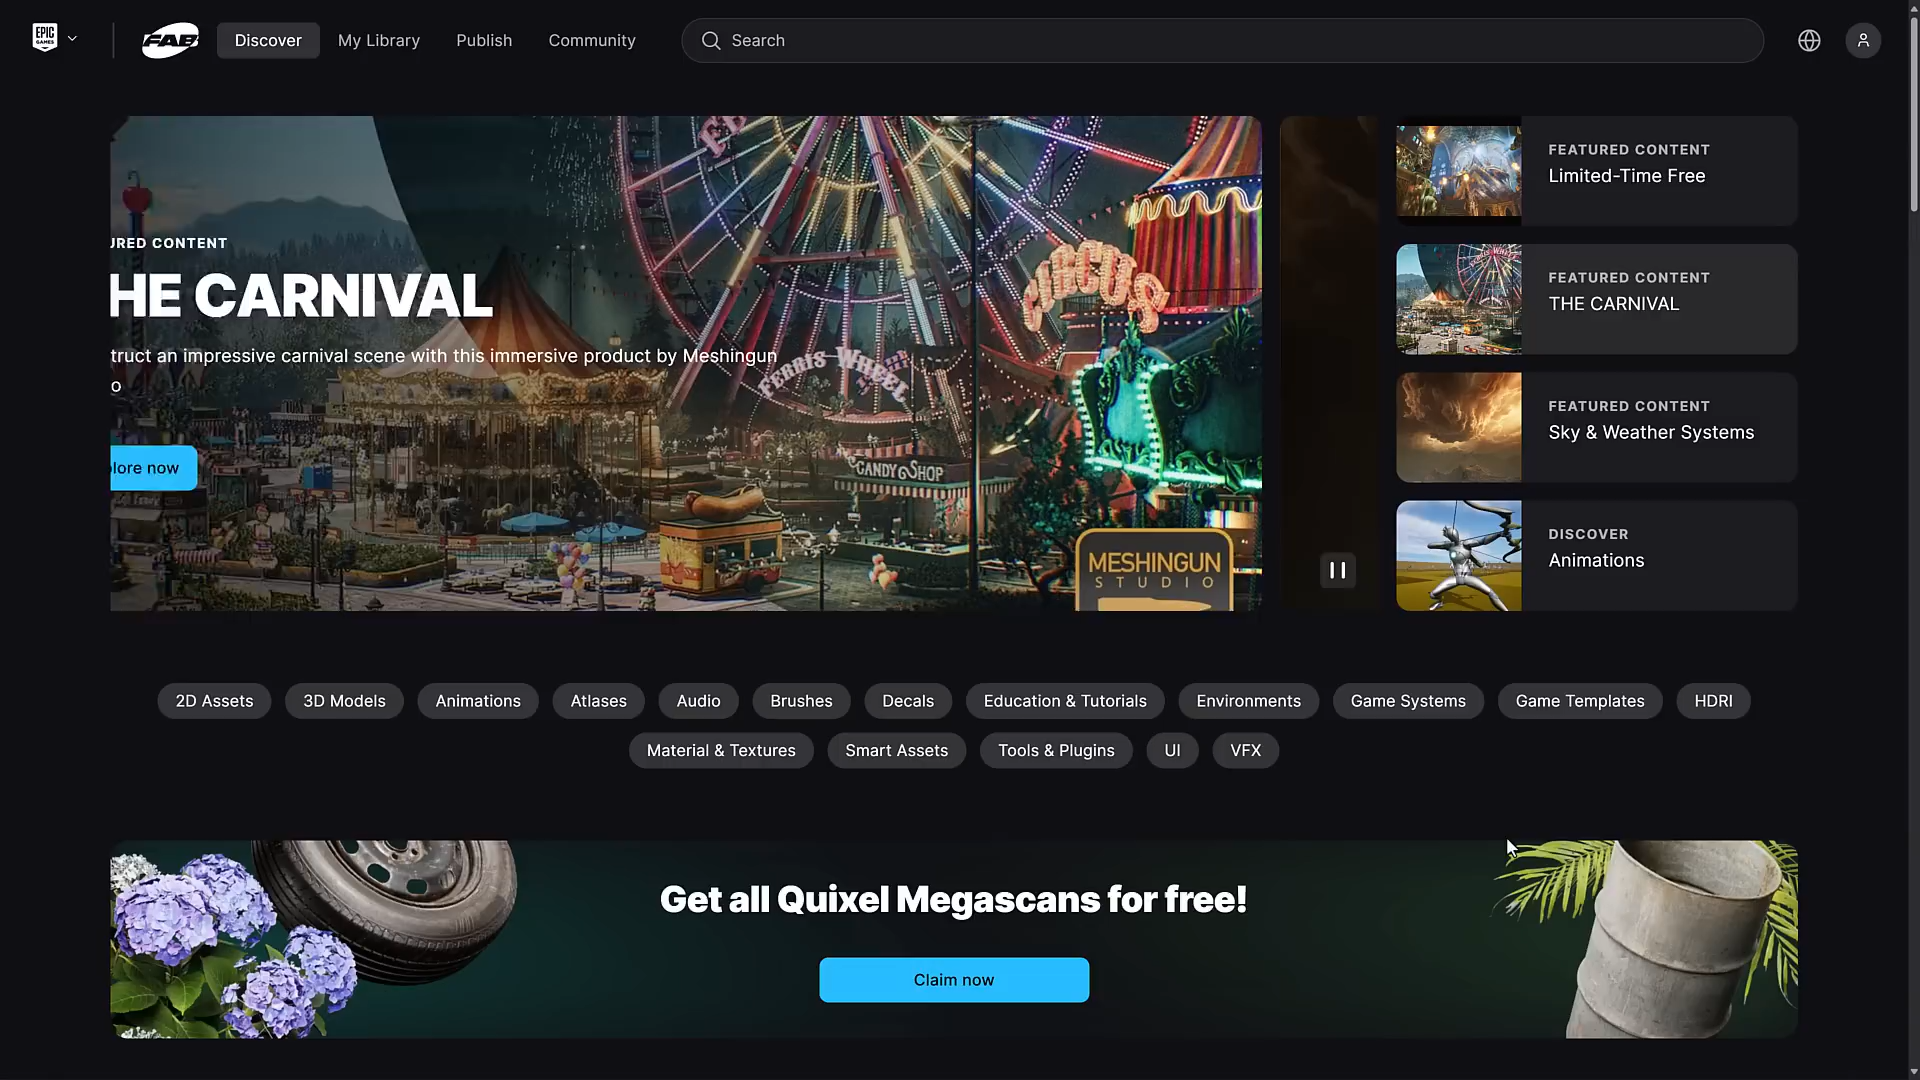 EPIC
GAMES
FAB
Discover
My Library
Publish
Community
Search
URED CONTENT
HE CARNIVAL
truct an impressive carnival scene with this immersive product by Meshingun
o
lore now
CIRCUS
FERRIS WHEEL
CANDY SHOP
MESHINGUN
STUDIO
FEATURED CONTENT
Limited-Time Free
FEATURED CONTENT
THE CARNIVAL
FEATURED CONTENT
Sky & Weather Systems
DISCOVER
Animations
2D Assets
3D Models
Animations
Atlases
Audio
Brushes
Decals
Education & Tutorials
Environments
Game Systems
Game Templates
HDRI
Material & Textures
Smart Assets
Tools & Plugins
UI
VFX
Get all Quixel Megascans for free!
Claim now